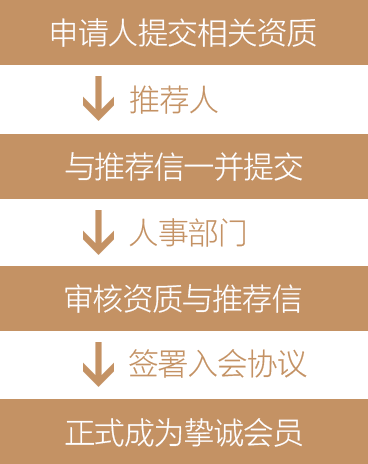 申请人提交相关资质
推荐人
与推荐信一并提交
人事部门
审核资质与推荐信
签署入会协议
正式成为挚诚会员